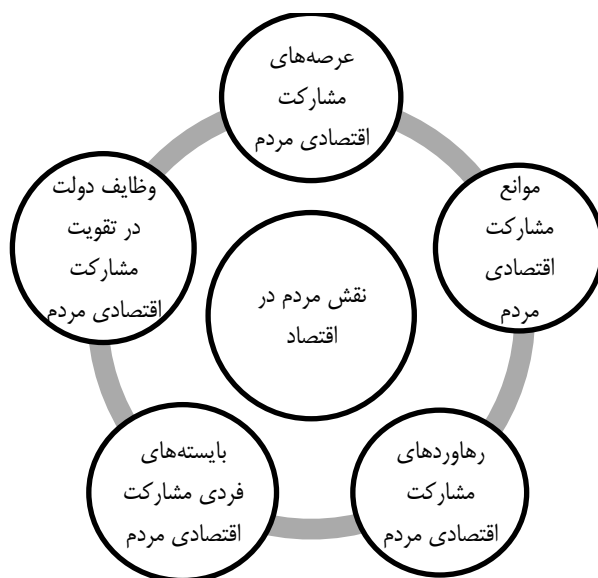 عرصه‌های
مشارکت
اقتصادی مردم
موانع
مشارکت
اقتصادی
مردم
رهاوردهای
مشارکت
اقتصادی مردم
بایسته‌های
فردی مشارکت
اقتصادی مردم
وظایف دولت
در تقویت
مشارکت
اقتصادی مردم
نقش مردم در
اقتصاد